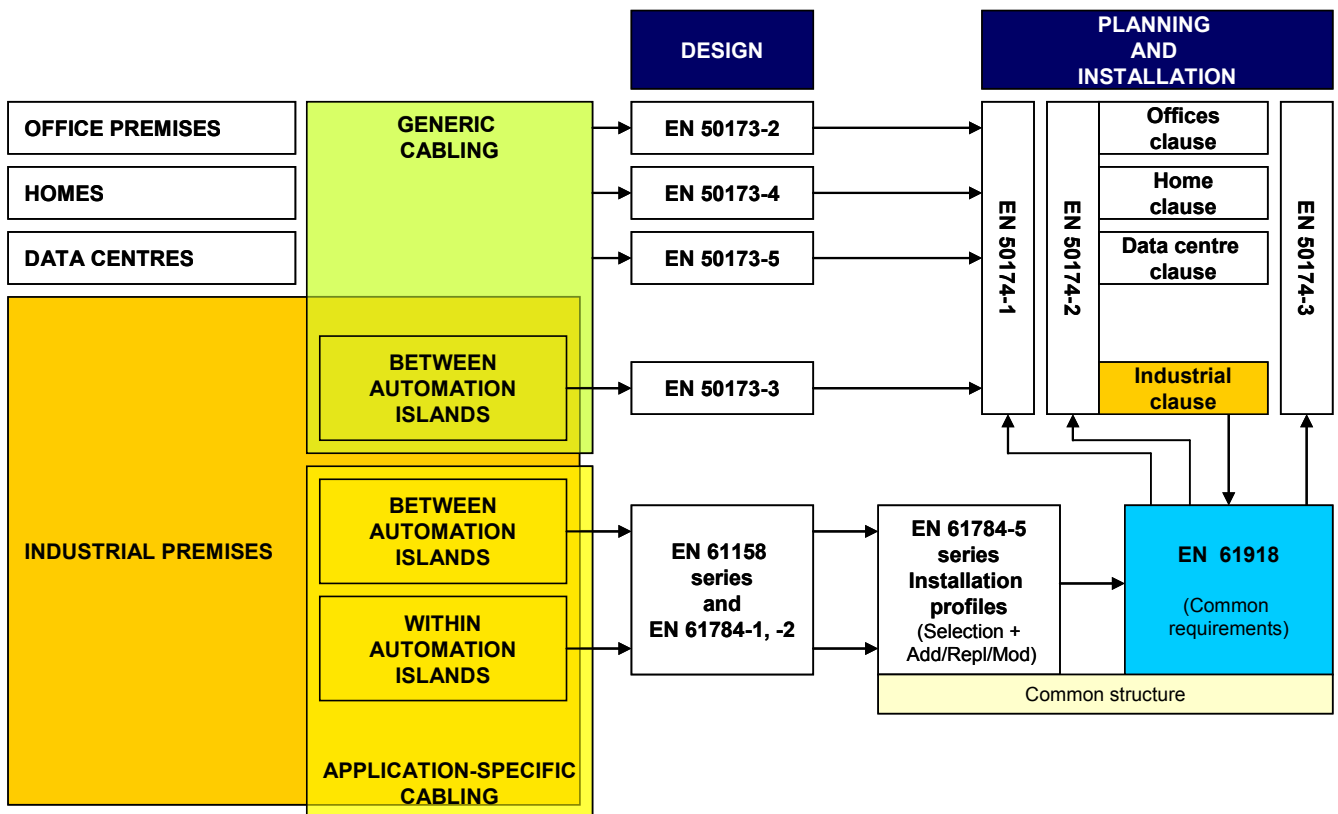 DESIGN
PLANNING
AND
INSTALLATION
OFFICE PREMISES
HOMES
DATA CENTRES
INDUSTRIAL PREMISES
GENERIC
CABLING
BETWEEN
AUTOMATION
ISLANDS
BETWEEN
AUTOMATION
ISLANDS
WITHIN
AUTOMATION
ISLANDS
APPLICATION-SPECIFIC
CABLING
EN 50173-2
EN 50173-4
EN 50173-5
EN 50173-3
EN 61158
series
and
EN 61784-1, -2
EN 50174-1
EN 50174-2
Offices
clause
Home
clause
Data centre
clause
Industrial
clause
EN 50174-3
EN 61784-5
series
Installation
profiles
(Selection +
Add/Repl/Mod)
EN 61918
(Common
requirements)
Common structure